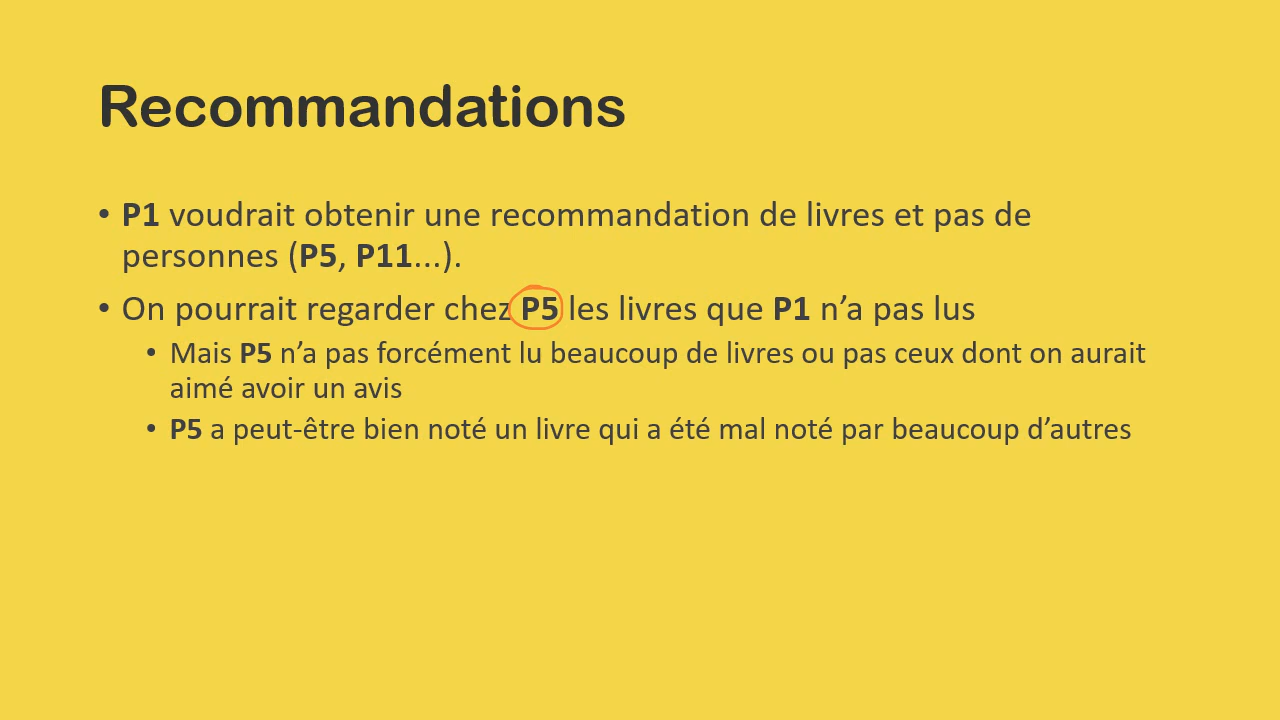 Recommandations
• P1 voudrait obtenir une recommandation de livres et pas de
personnes (P5, P11...).
• On pourrait regarder chez P5 les livres que P1 n’a pas lus
• Mais P5 n’a pas forcément lu beaucoup de livres ou pas ceux dont on aurait
aimé avoir un avis
• P5 a peut-être bien noté un livre qui a été mal noté par beaucoup d’autres